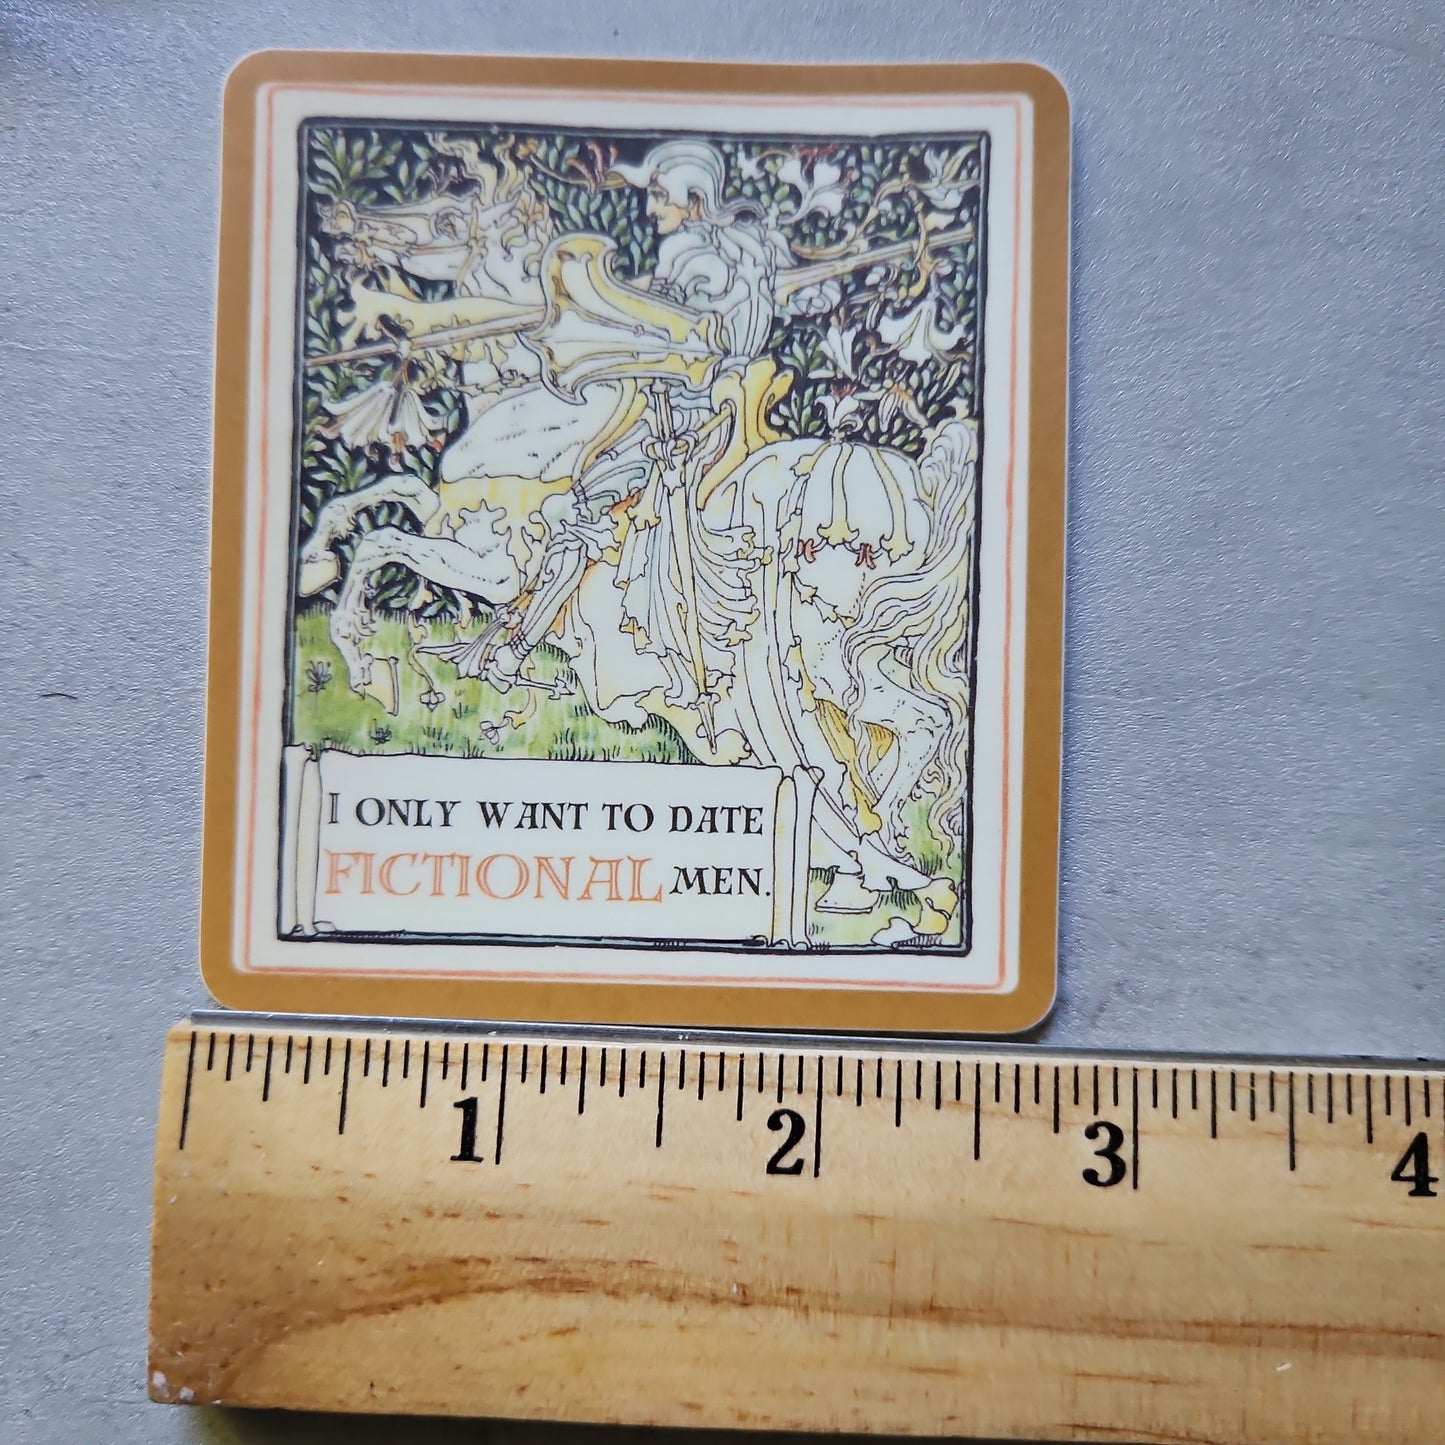 I ONLY WANT TO DATE
FICTIONAL MEN.
1 2 3 4